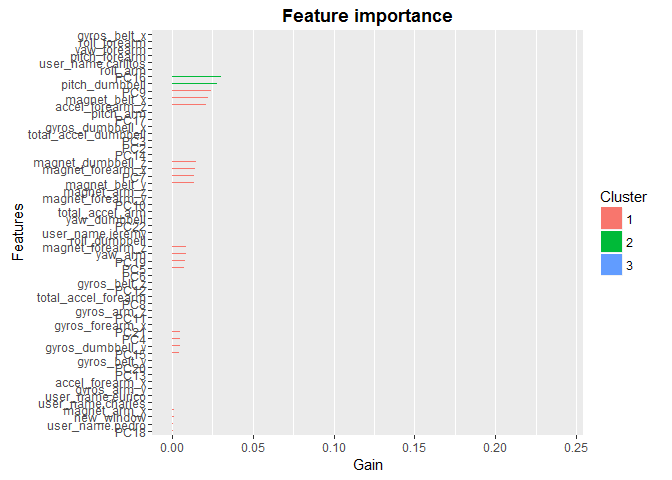 Feature importance
gyros_belt_x
roll_forearm
yaw_forearm
pitch_forearm
user_name.carlitos
roll_arm
PC16
pitch_dumbbell
PC9
magnet_belt_x
accel_forearm_z
pitch_arm
PC17
gyros_dumbbell_x
total_accel_dumbbell
PC3
PC2
PC14
magnet_dumbbell_z
magnet_forearm_x
PC7
magnet_belt_y
magnet_arm_z
magnet_forearm_y
PC10
total_accel_arm
yaw_dumbbell
PC22
user_name.jeremy
roll_dumbbell
magnet_forearm_z
yaw_arm
PC19
PC5
PC6
gyros_belt_z
PC12
total_accel_forearm
PC8
gyros_arm_z
PC11
gyros_forearm_x
PC21
PC4
gyros_dumbbell_y
PC15
gyros_belt_y
PC20
PC13
accel_forearm_x
gyros_arm_y
user_name.eurico
user_name.charles
magnet_arm_x
new_window
user_name.pedro
PC18
Features
0.00 0.05 0.10 0.15 0.20 0.25
Gain
Cluster
1
2
3